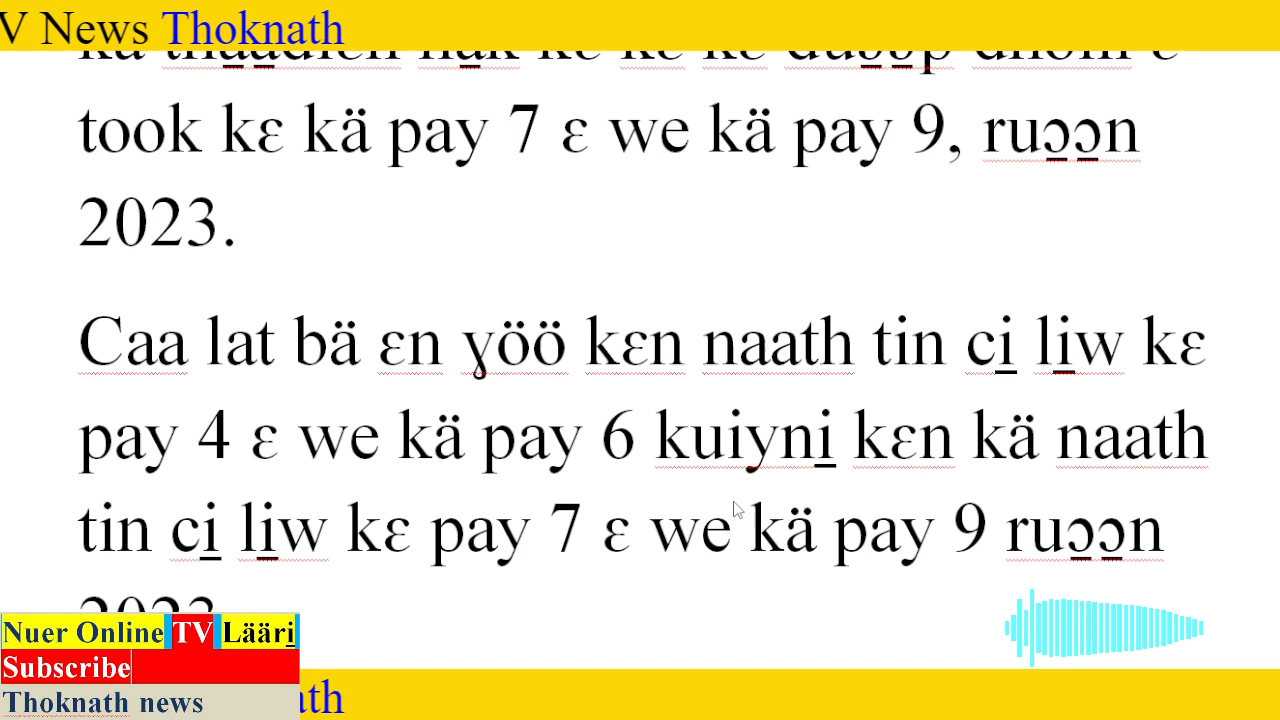 V News Thoknath
took kɛ kä pay 7 ɛ we kä pay 9, ruɔ̱ɔ̱n
2023.
Caa lat bä ɛn ɣöö kɛn naath tin ci̱ li̱w kɛ
pay 4 ɛ we kä pay 6 kuiyni̱ kɛn kä naath
tin ci̱ li̱w kɛ pay 7 ɛ we kä pay 9 ruɔ̱ɔ̱n
2023
Nuer Online TV Lääri̱
Subscribe
Thoknath news
ath